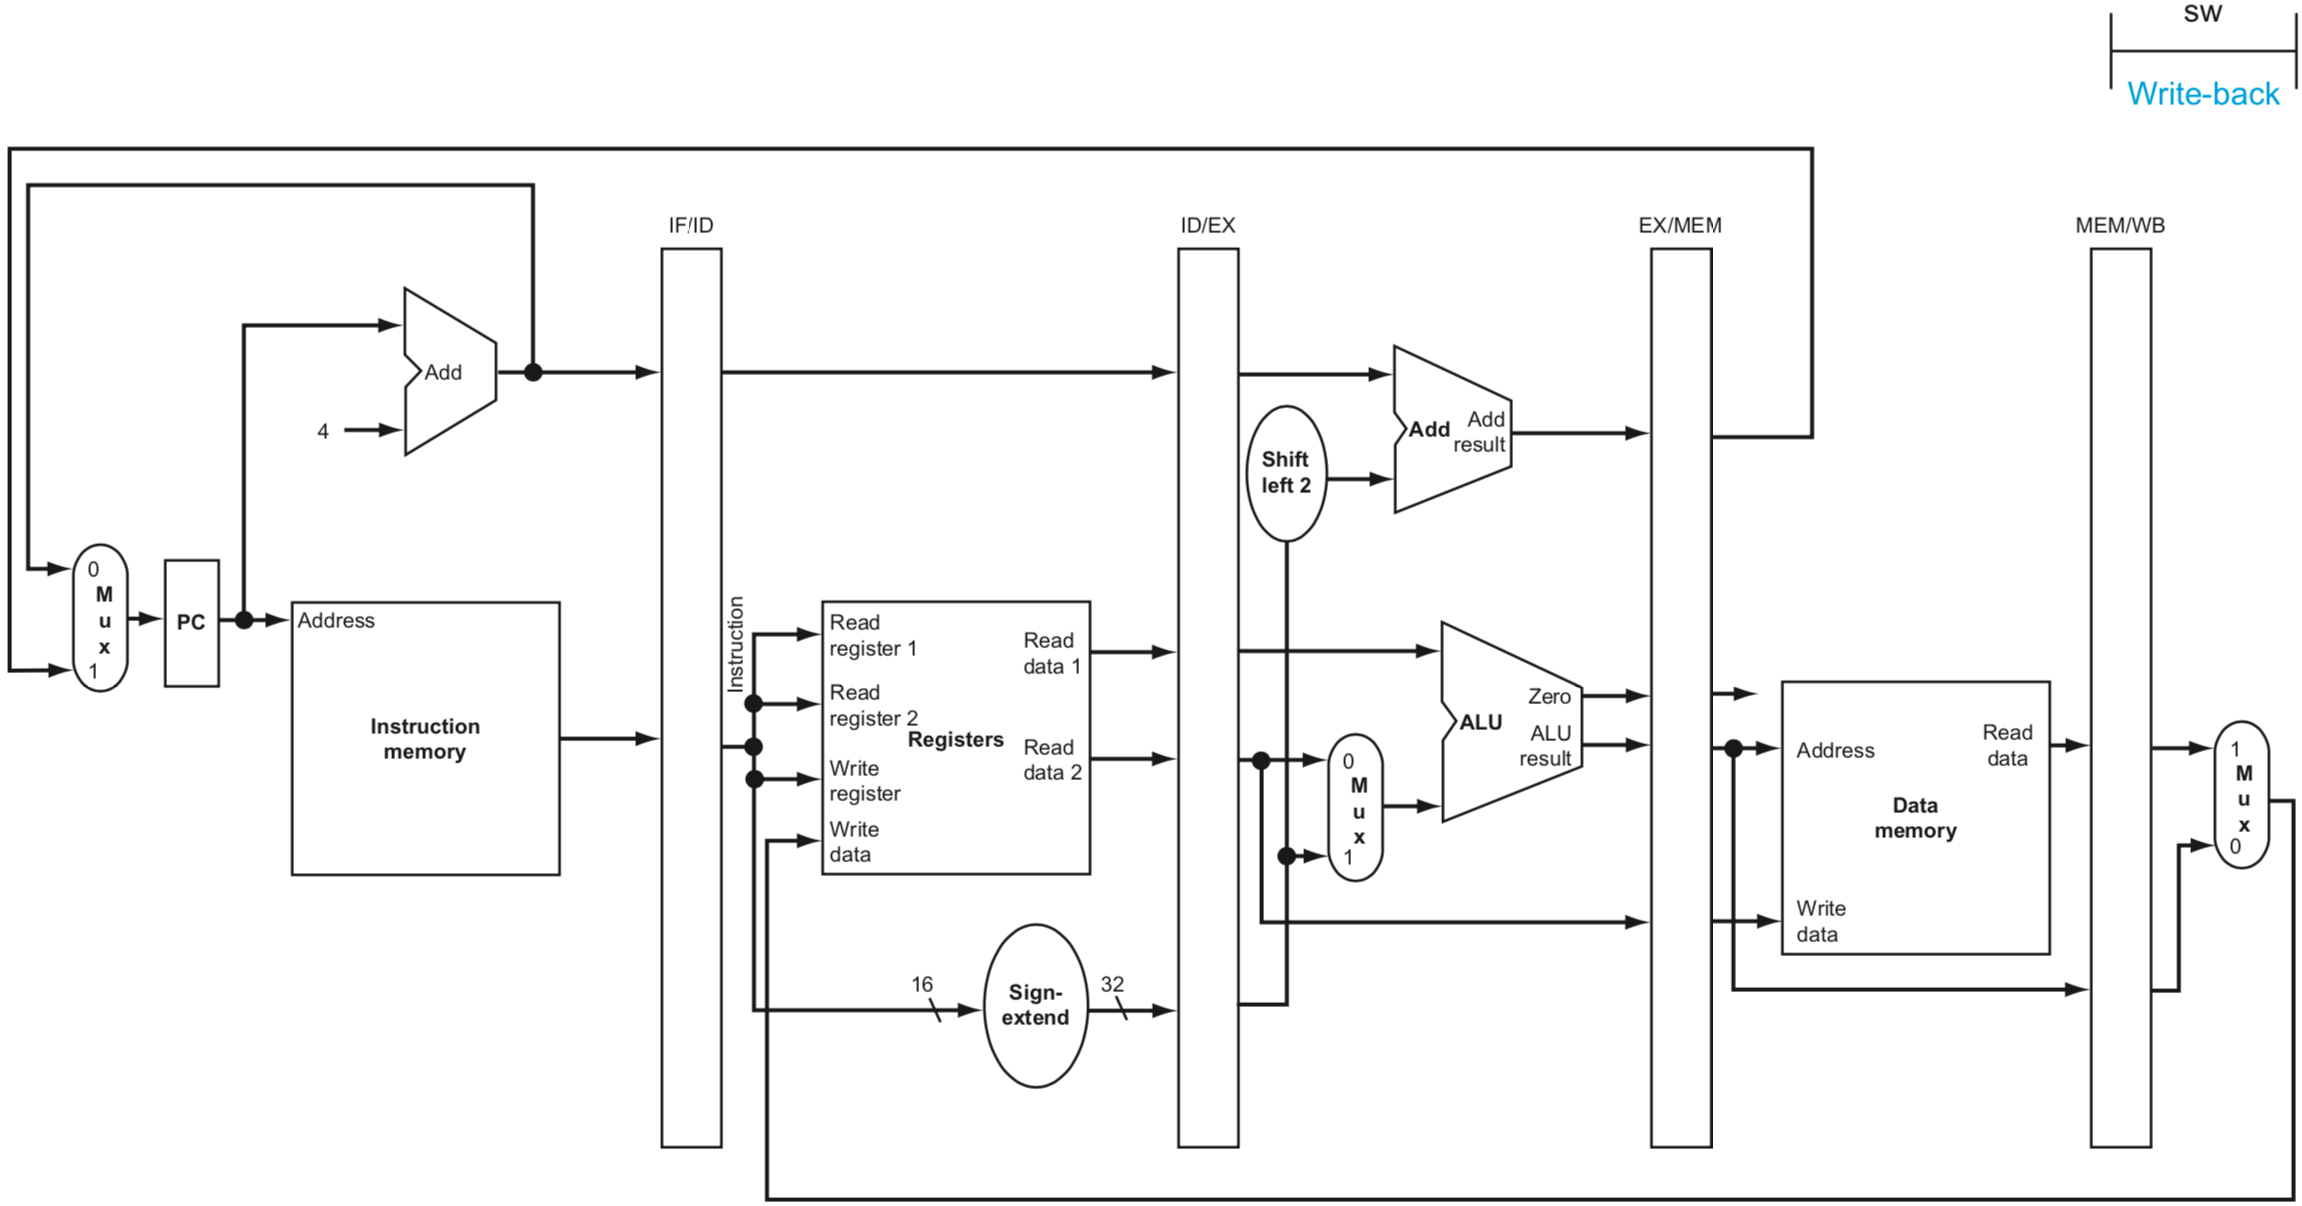 SW
Write-back
IF/ID
ID/EX
EX/MEM
MEM/WB
Add
4
Add
Add
result
Shift
left 2
0
M
u
x
1
PC
Address
Instruction
memory
Instruction
Read
register 1
Read
register 2
Write
register
Write
data
Registers
Read
data 1
Read
data 2
16
Sign-
extend
32
0
M
u
x
1
ALU
Zero
ALU
result
Address
Read
data
Data
memory
Write
data
1
M
u
x
0